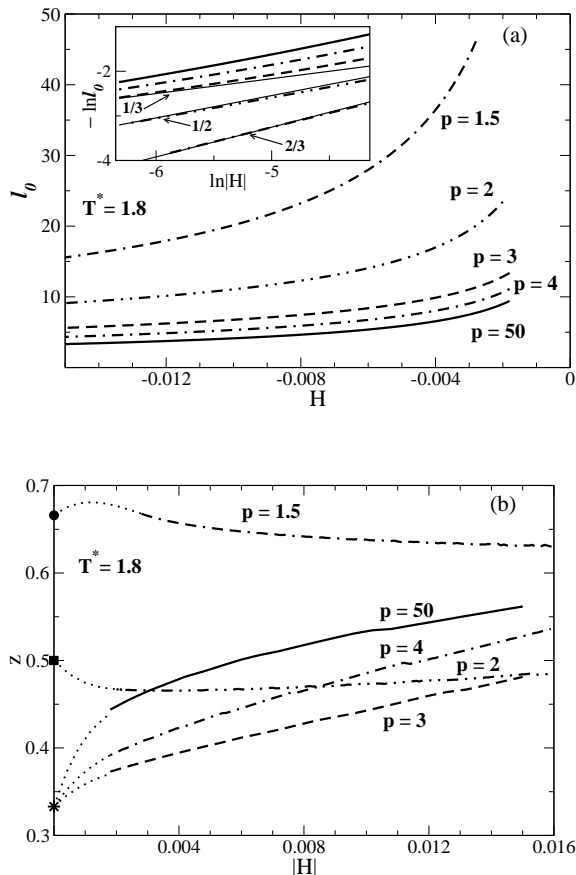 50
40
30
20
10
l₀
(a)
-2
-4
− lnl₀
1/3
1/2
2/3
-6
-5
ln|H|
p = 1.5
T* = 1.8
p = 2
p = 3
p = 4
p = 50
-0.012
-0.008
-0.004
0
H
0.7
0.6
0.5
0.4
0.3
z
(b)
p = 1.5
T* = 1.8
p = 50
p = 4
p = 2
p = 3
0.004
0.008
0.012
0.016
|H|